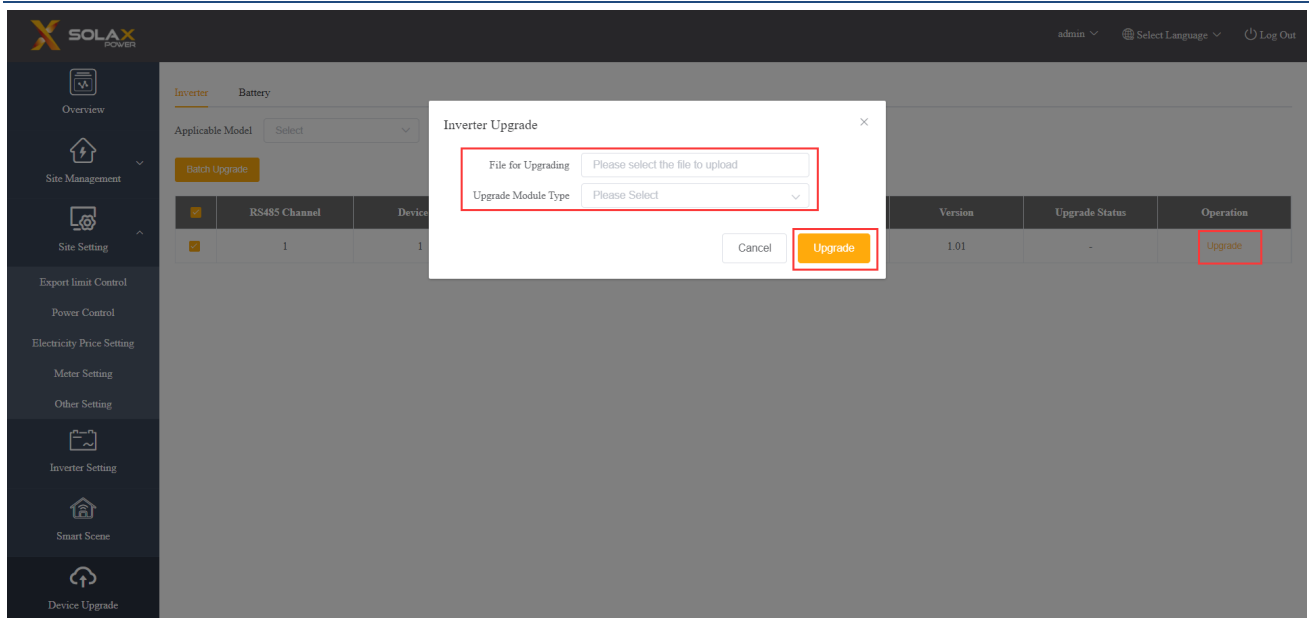 SOLAX
POWER
admin
Select Language
Log Out
Overview
Site Management
Site Setting
Export limit Control
Power Control
Electricity Price Setting
Meter Setting
Other Setting
Inverter Setting
Smart Scene
Device Upgrade
Inverter Battery
Applicable Model Select
Batch Upgrade
RS485 Channel Device Version Upgrade Status Operation
1 1 1.01 - Upgrade
Inverter Upgrade
File for Upgrading Please select the file to upload
Upgrade Module Type Please Select
Cancel Upgrade